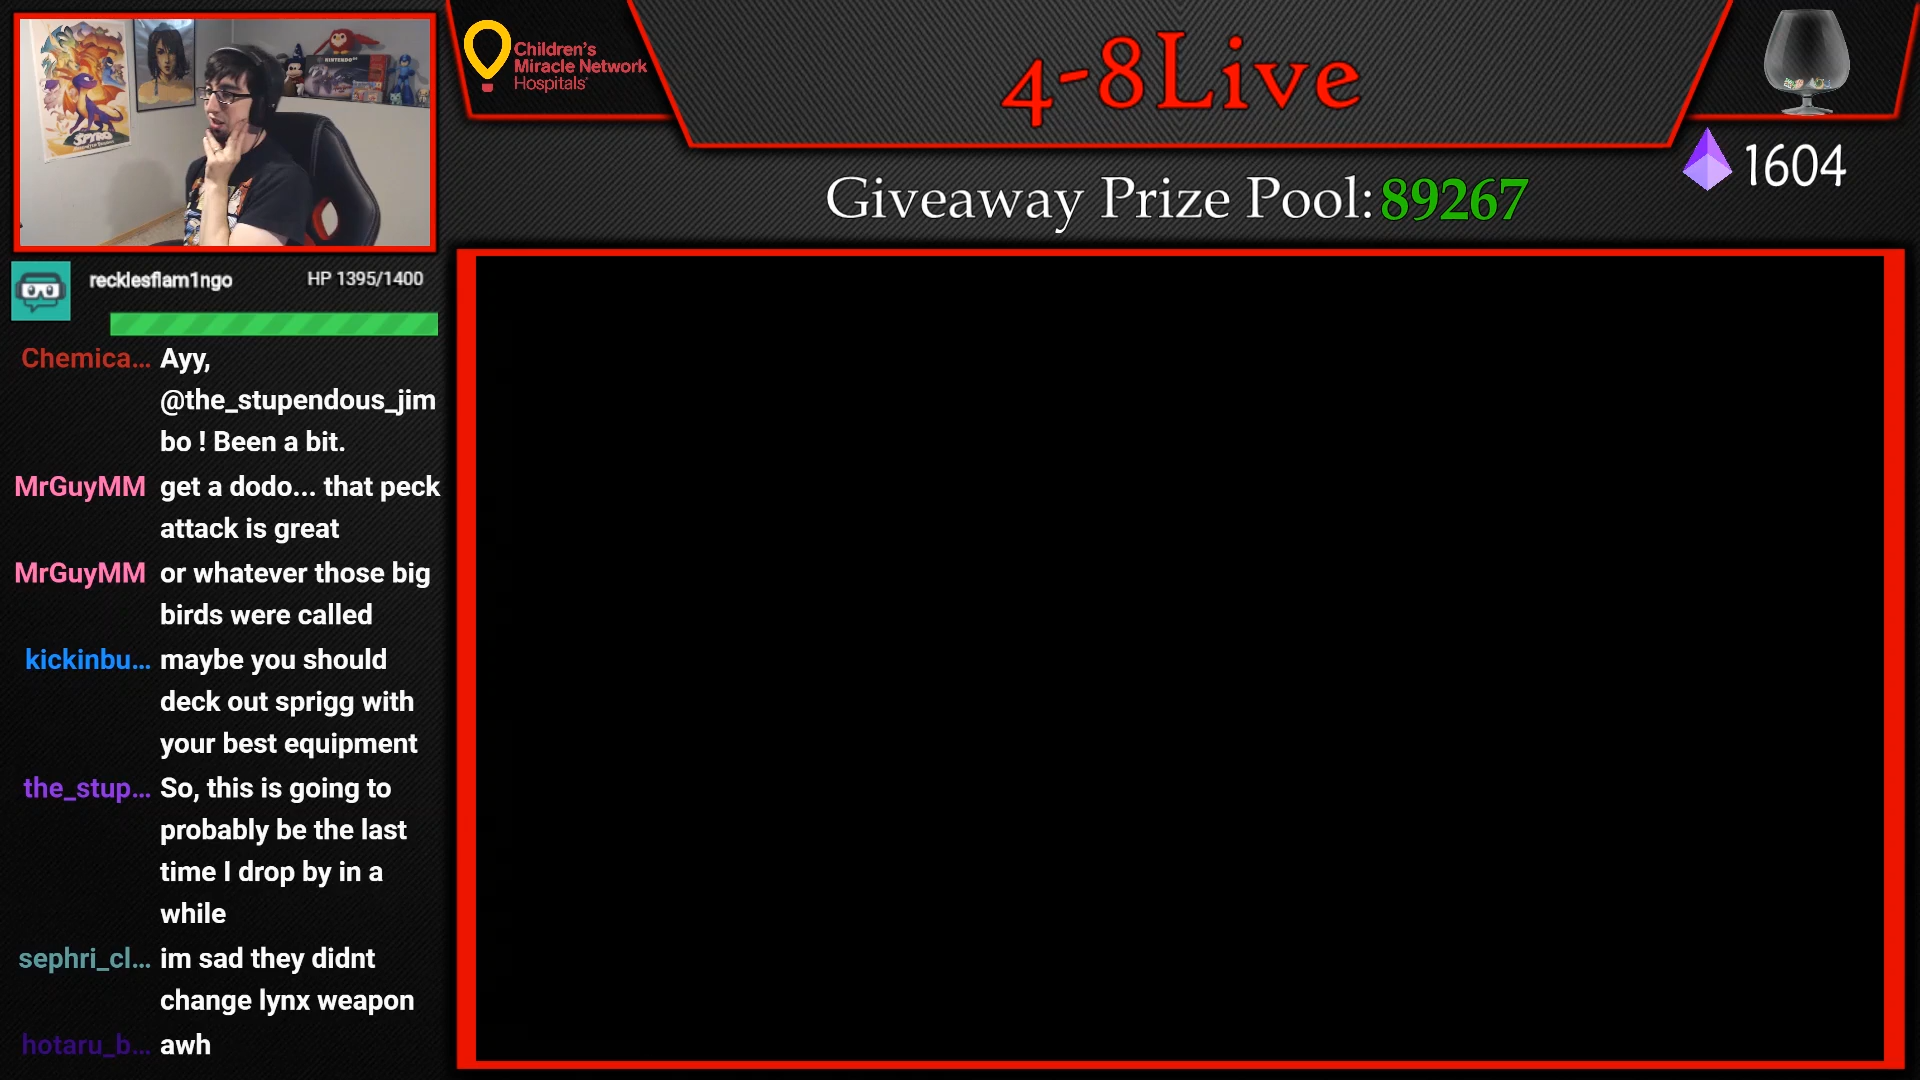 SPYRO
NINTENDO 64
Children's
Miracle Network
Hospitals
4-8Live
1604
Giveaway Prize Pool:89267
recklesflam1ngo HP 1395/1400
Chemica... Ayy,
@the_stupendous_jim
bo ! Been a bit.
MrGuyMM get a dodo... that peck
attack is great
MrGuyMM or whatever those big
birds were called
kickinbu... maybe you should
deck out sprigg with
your best equipment
the_stup... So, this is going to
probably be the last
time I drop by in a
while
sephri_cl... im sad they didnt
change lynx weapon
hotaru_b... awh